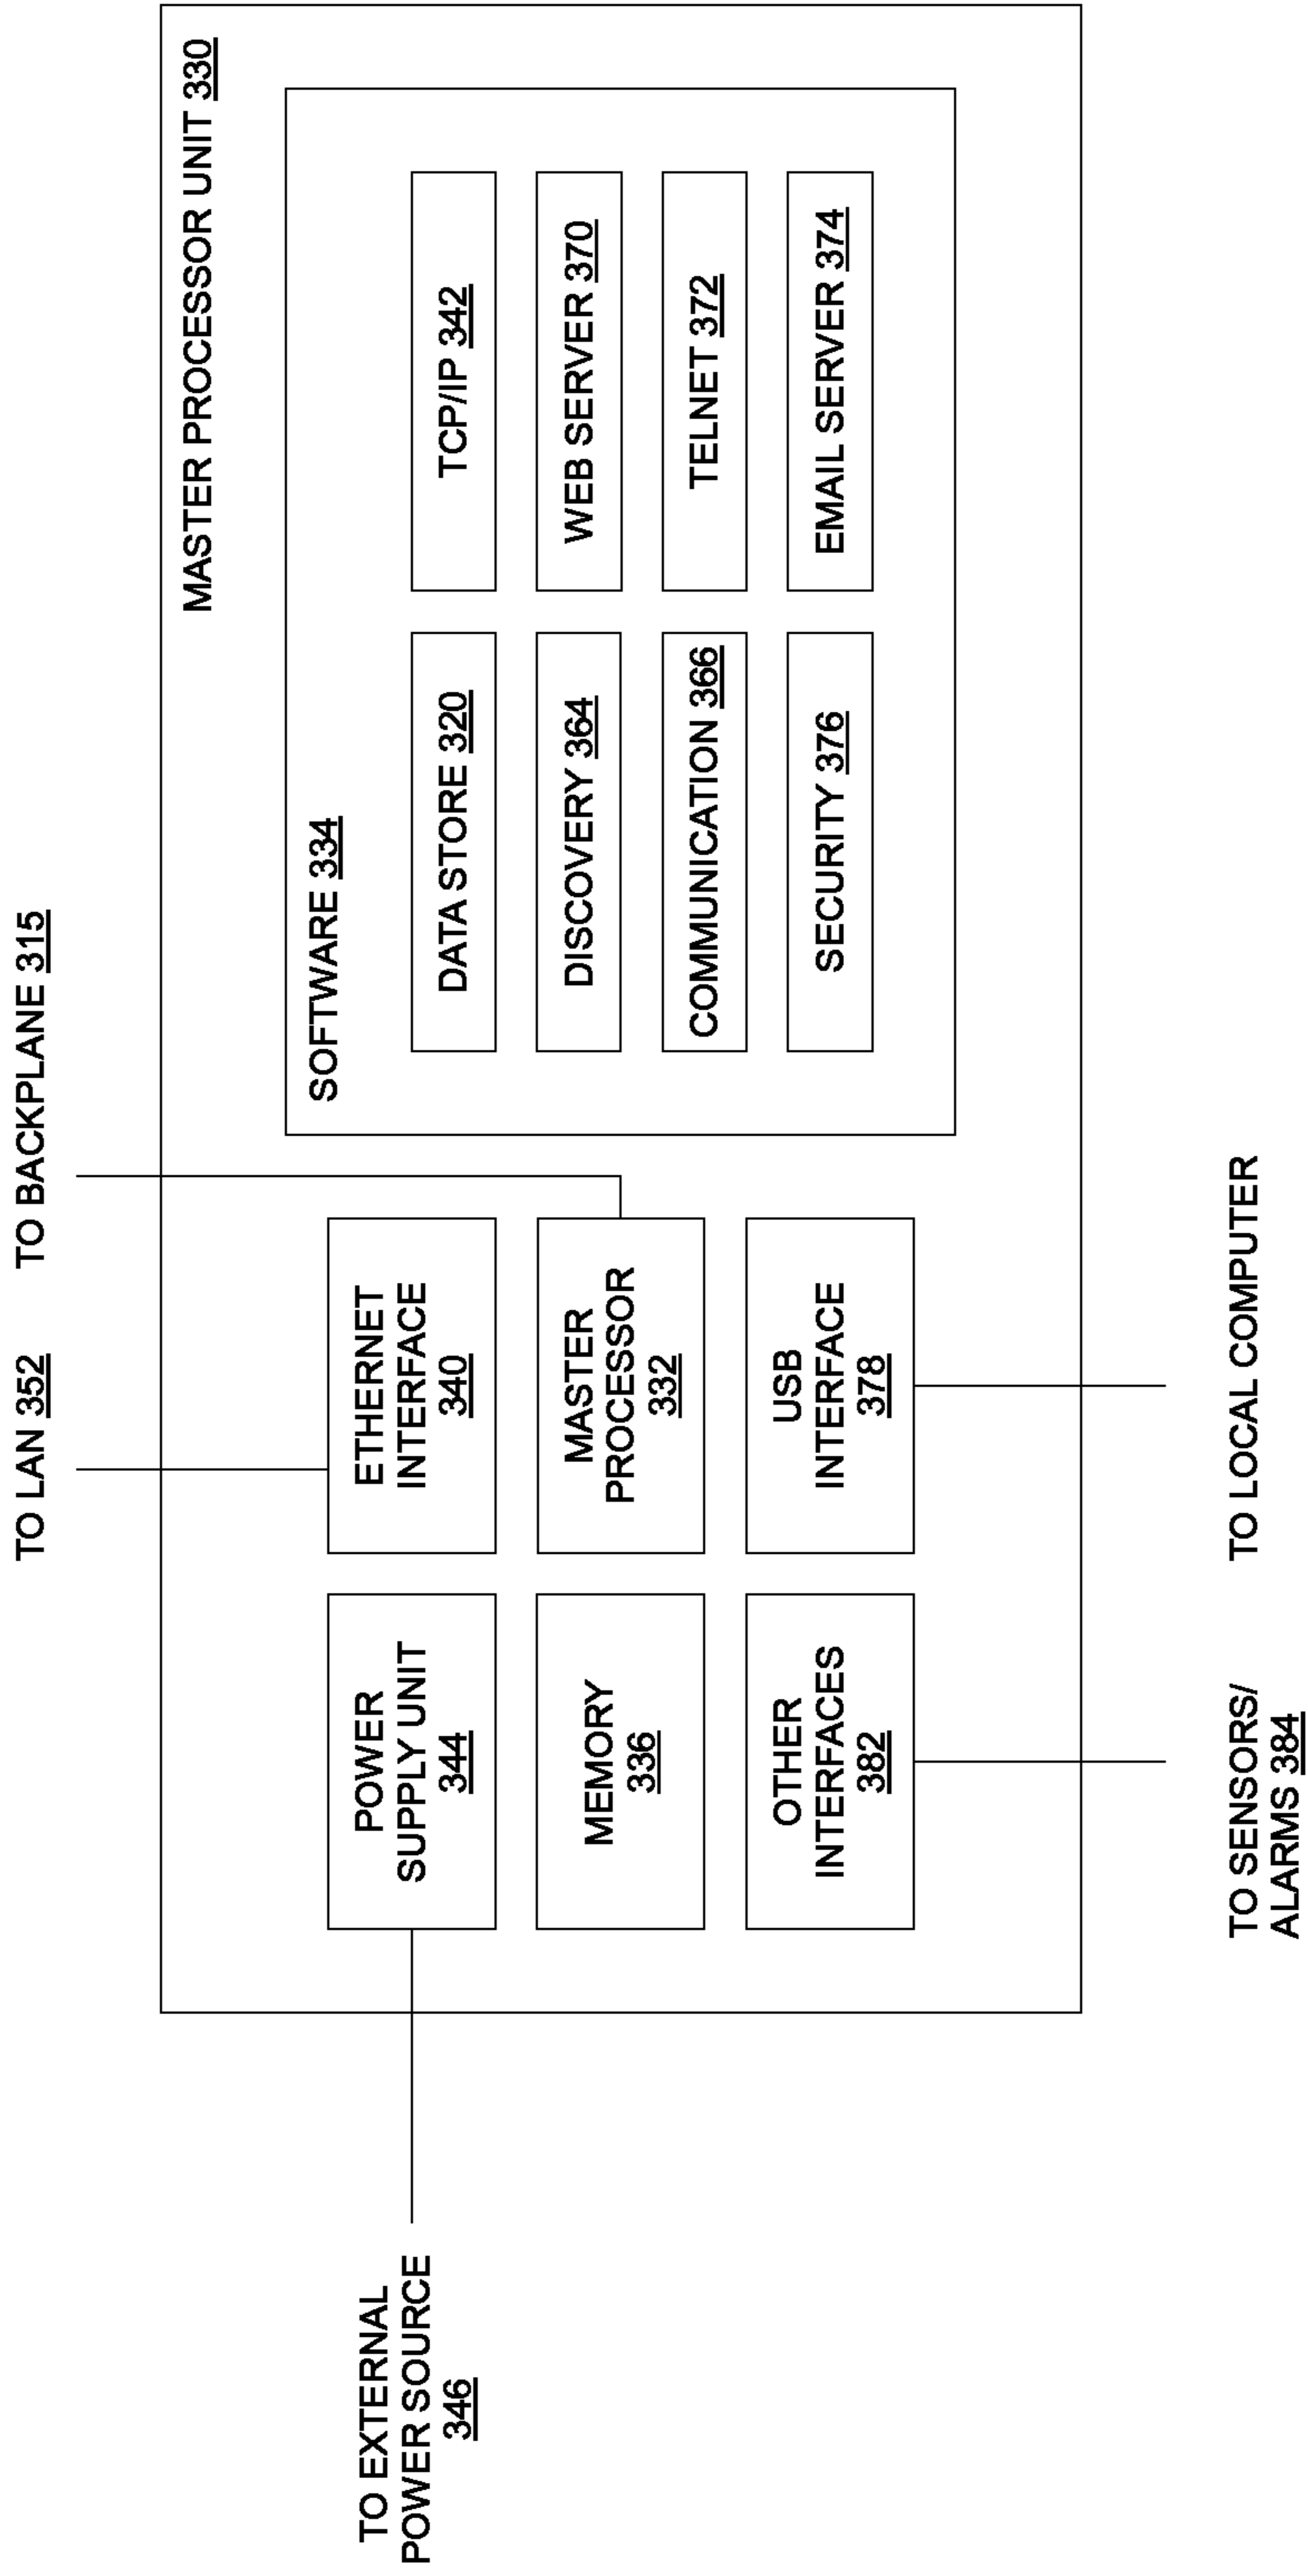 TO LAN 352
TO BACKPLANE 315
MASTER PROCESSOR UNIT 330
TO EXTERNAL
POWER SOURCE
346
POWER
SUPPLY UNIT
344
ETHERNET
INTERFACE
340
MEMORY
336
MASTER
PROCESSOR
332
OTHER
INTERFACES
382
USB
INTERFACE
378
SOFTWARE 334
DATA STORE 320
TCP/IP 342
DISCOVERY 364
WEB SERVER 370
COMMUNICATION 366
TELNET 372
SECURITY 376
EMAIL SERVER 374
TO SENSORS/
ALARMS 384
TO LOCAL COMPUTER